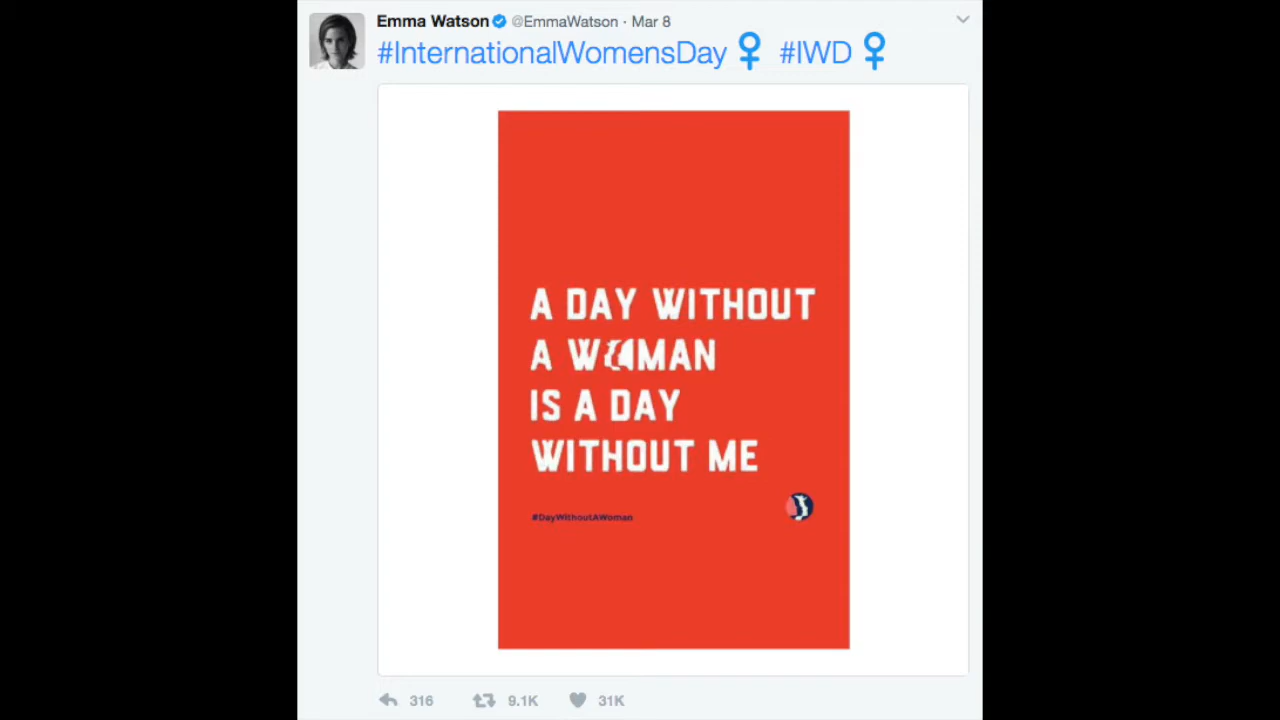 Emma Watson @EmmaWatson · Mar 8
#InternationalWomensDay ♀ #IWD ♀
A DAY WITHOUT
A WOMAN
IS A DAY
WITHOUT ME
#DayWithoutAWoman
316 9.1K 31K